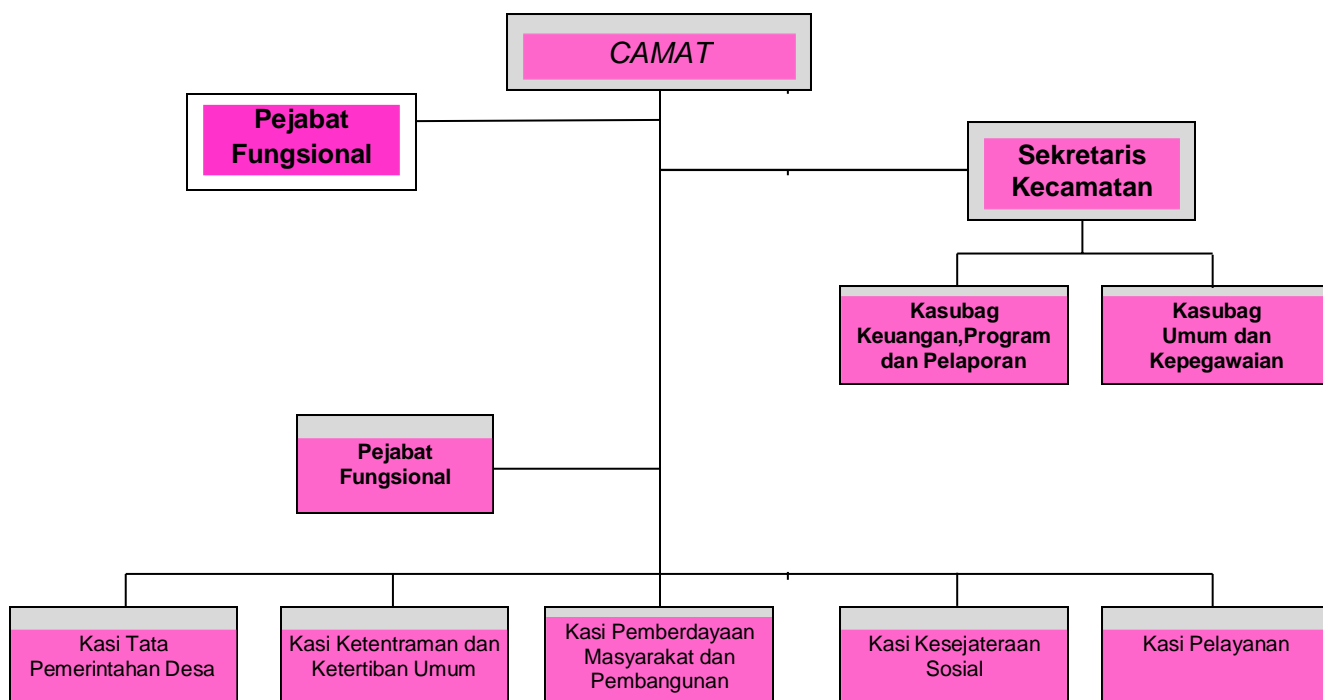 CAMAT
Pejabat
Fungsional
Sekretaris
Kecamatan
Kasubag
Keuangan,Program
dan Pelaporan
Kasubag
Umum dan
Kepegawaian
Pejabat
Fungsional
Kasi Tata
Pemerintahan Desa
Kasi Ketentraman dan
Ketertiban Umum
Kasi Pemberdayaan
Masyarakat dan
Pembangunan
Kasi Kesejateraan
Sosial
Kasi Pelayanan